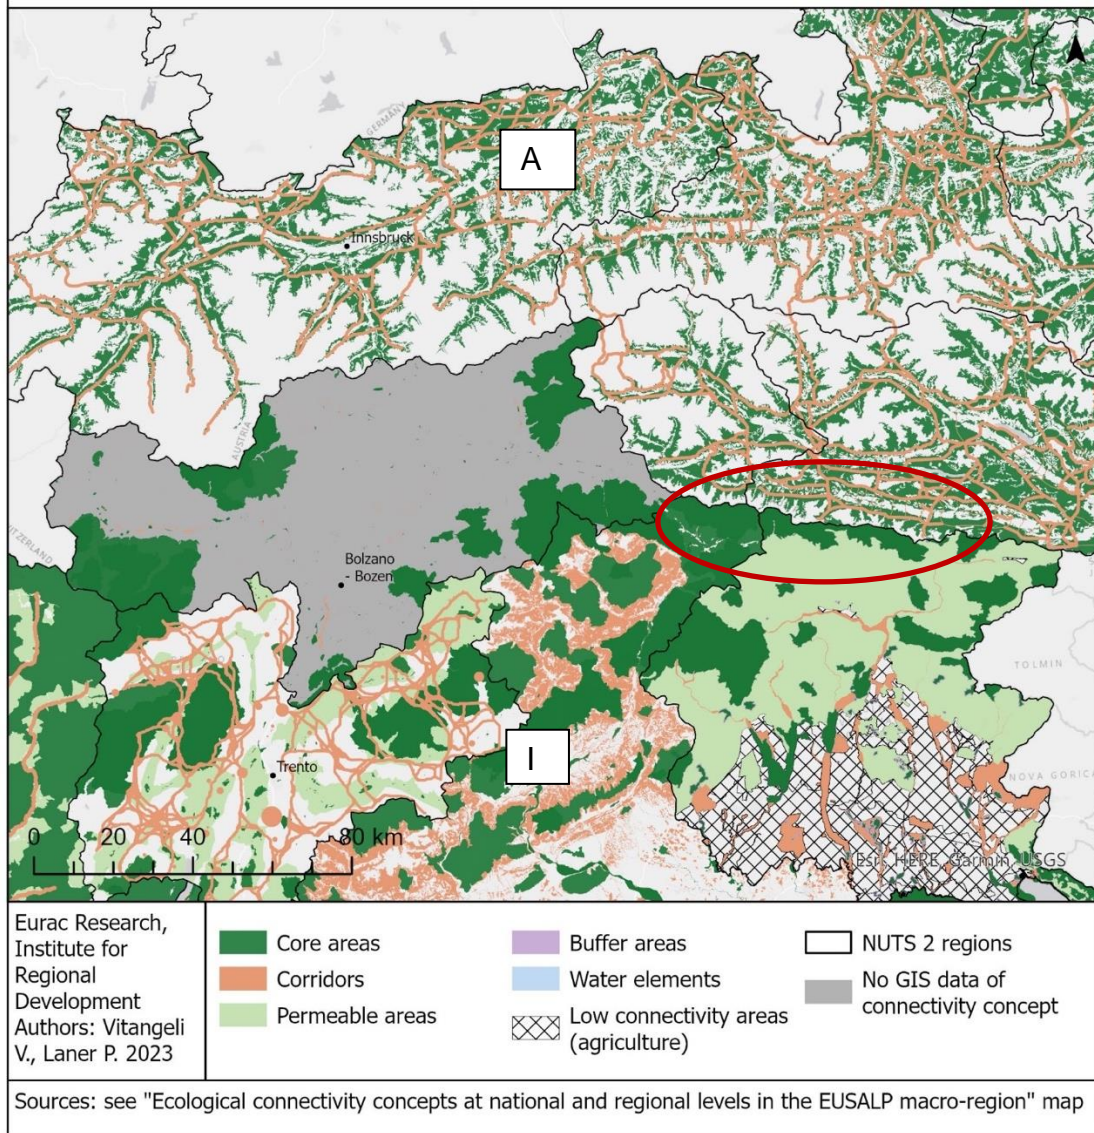 GERMANY
A
Innsbruck
AUSTRIA
SWITZERLAND
Bolzano
- Bozen
TOLMIN
I
Trento
NOVA GORICA
0 20 40 80 km
Esri, HERE, Garmin, USGS
Eurac Research,
Institute for
Regional
Development
Authors: Vitangeli
V., Laner P. 2023
Core areas
Corridors
Permeable areas
Buffer areas
Water elements
Low connectivity areas
(agriculture)
NUTS 2 regions
No GIS data of
connectivity concept
Sources: see "Ecological connectivity concepts at national and regional levels in the EUSALP macro-region" map